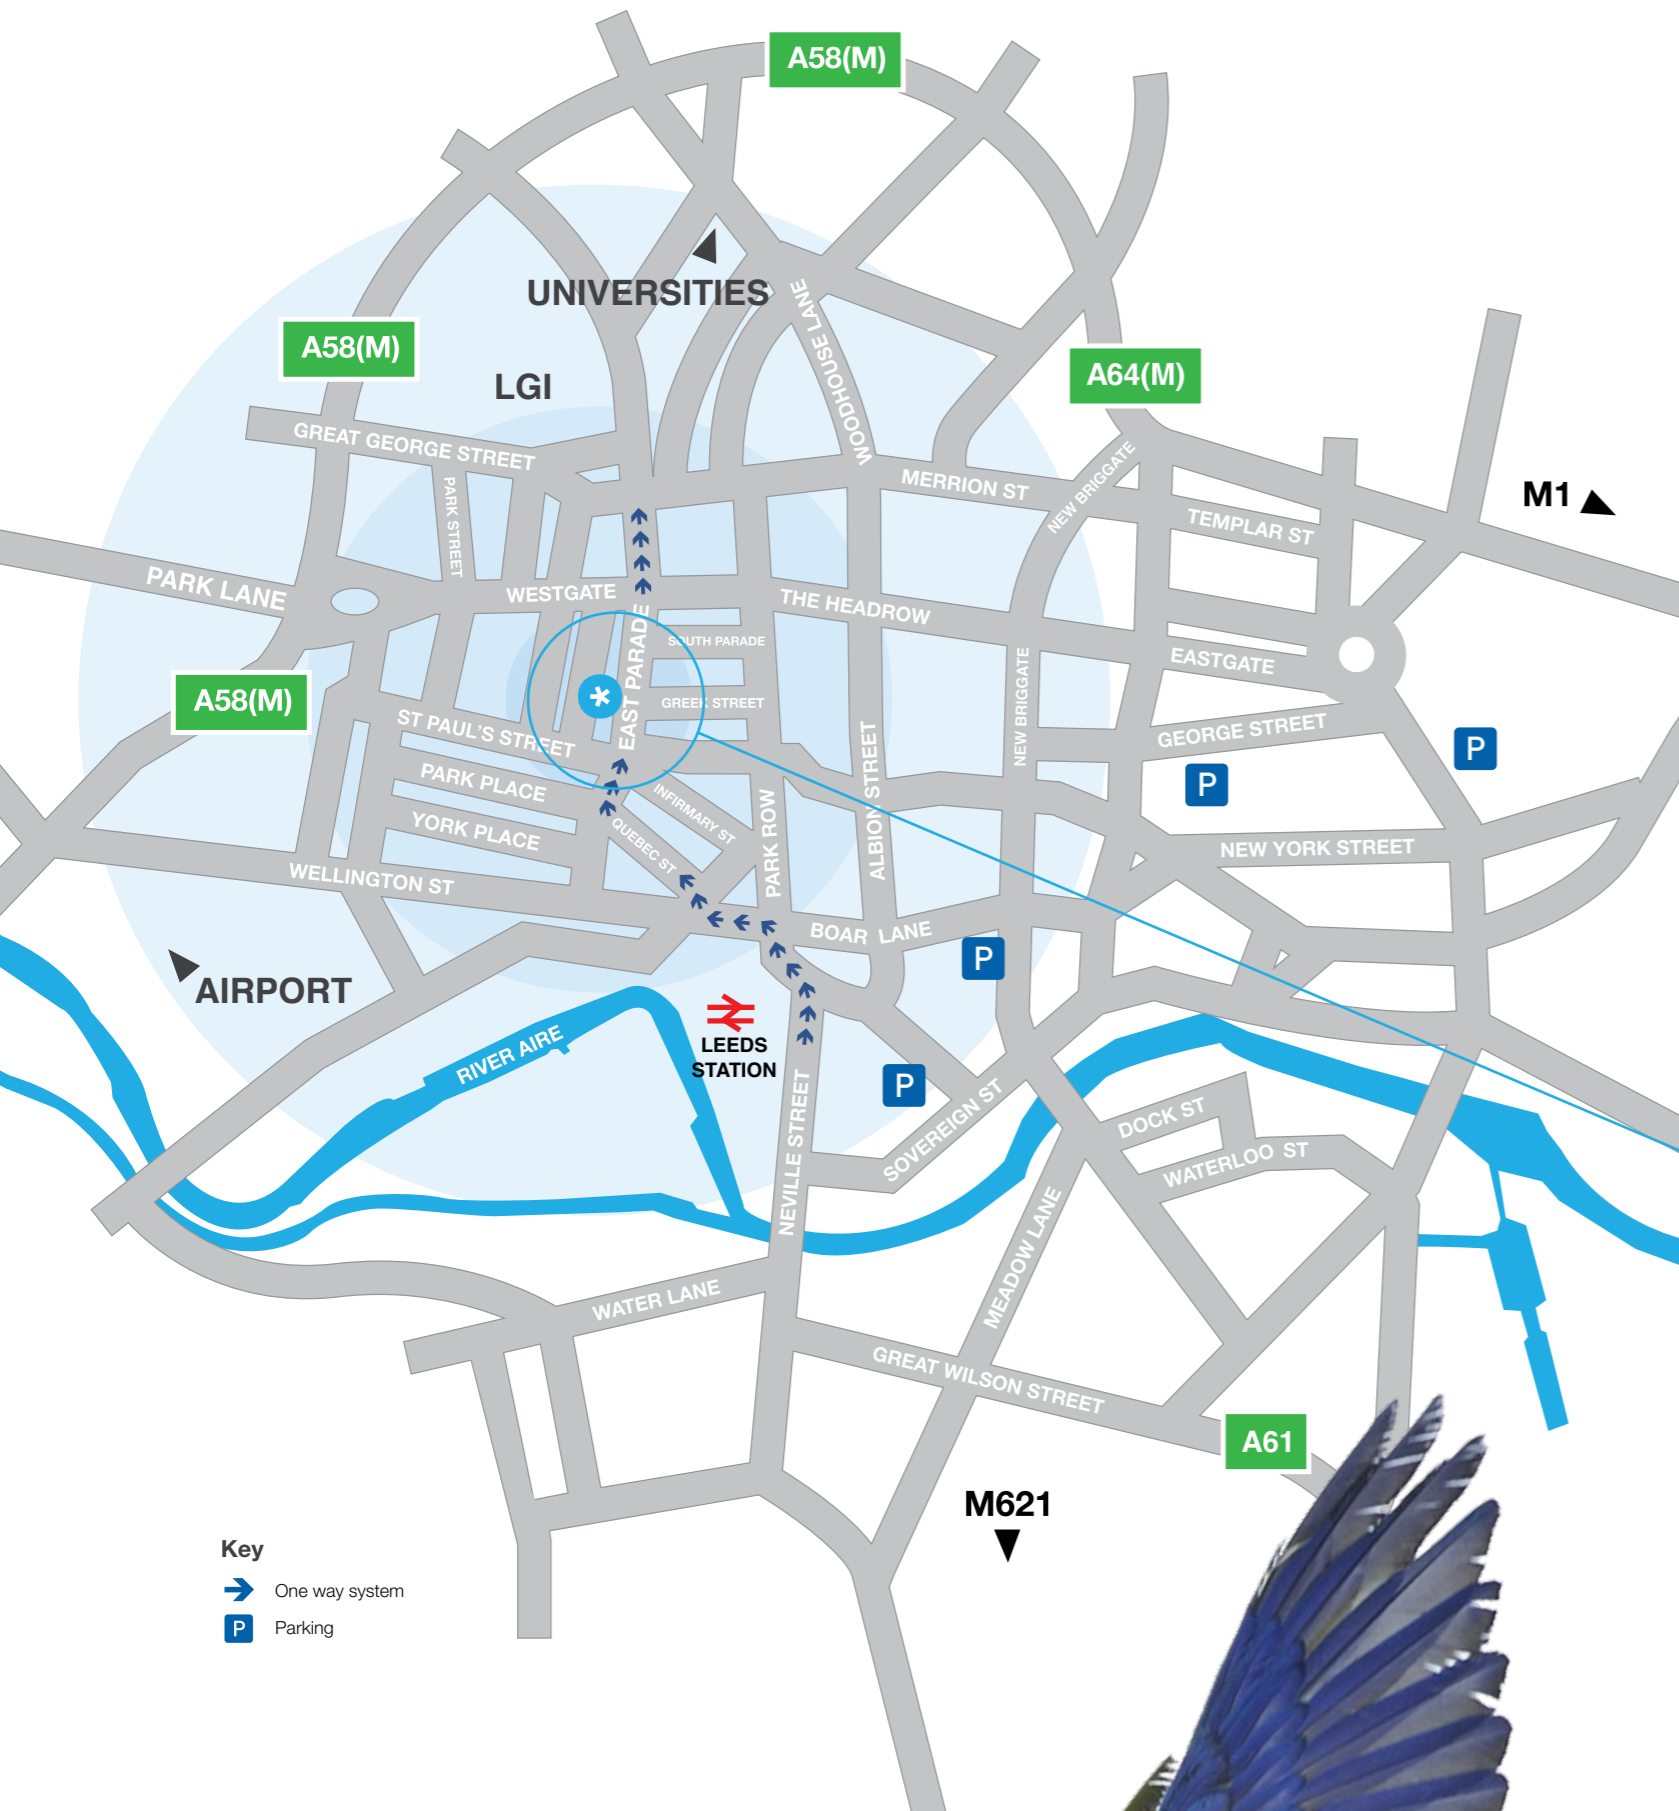 A58(M)
UNIVERSITIES
A58(M)
LGI
WOODHOUSE LANE
A64(M)
GREAT GEORGE STREET
PARK STREET
MERRION ST
NEW BRIGGATE
TEMPLAR ST
M1
PARK LANE
WESTGATE
THE HEADROW
EAST PARADE
SOUTH PARADE
EASTGATE
A58(M)
*
GREEK STREET
NEW BRIGGATE
ST PAUL'S STREET
GEORGE STREET
P
P
PARK PLACE
INFIRMARY ST
ALBION STREET
YORK PLACE
QUEBEC ST
PARK ROW
NEW YORK STREET
WELLINGTON ST
BOAR LANE
P
AIRPORT
RIVER AIRE
LEEDS
STATION
P
NEVILLE STREET
SOVEREIGN ST
DOCK ST
WATERLOO ST
MEADOW LANE
WATER LANE
GREAT WILSON STREET
A61
M621
Key
One way system
P
Parking